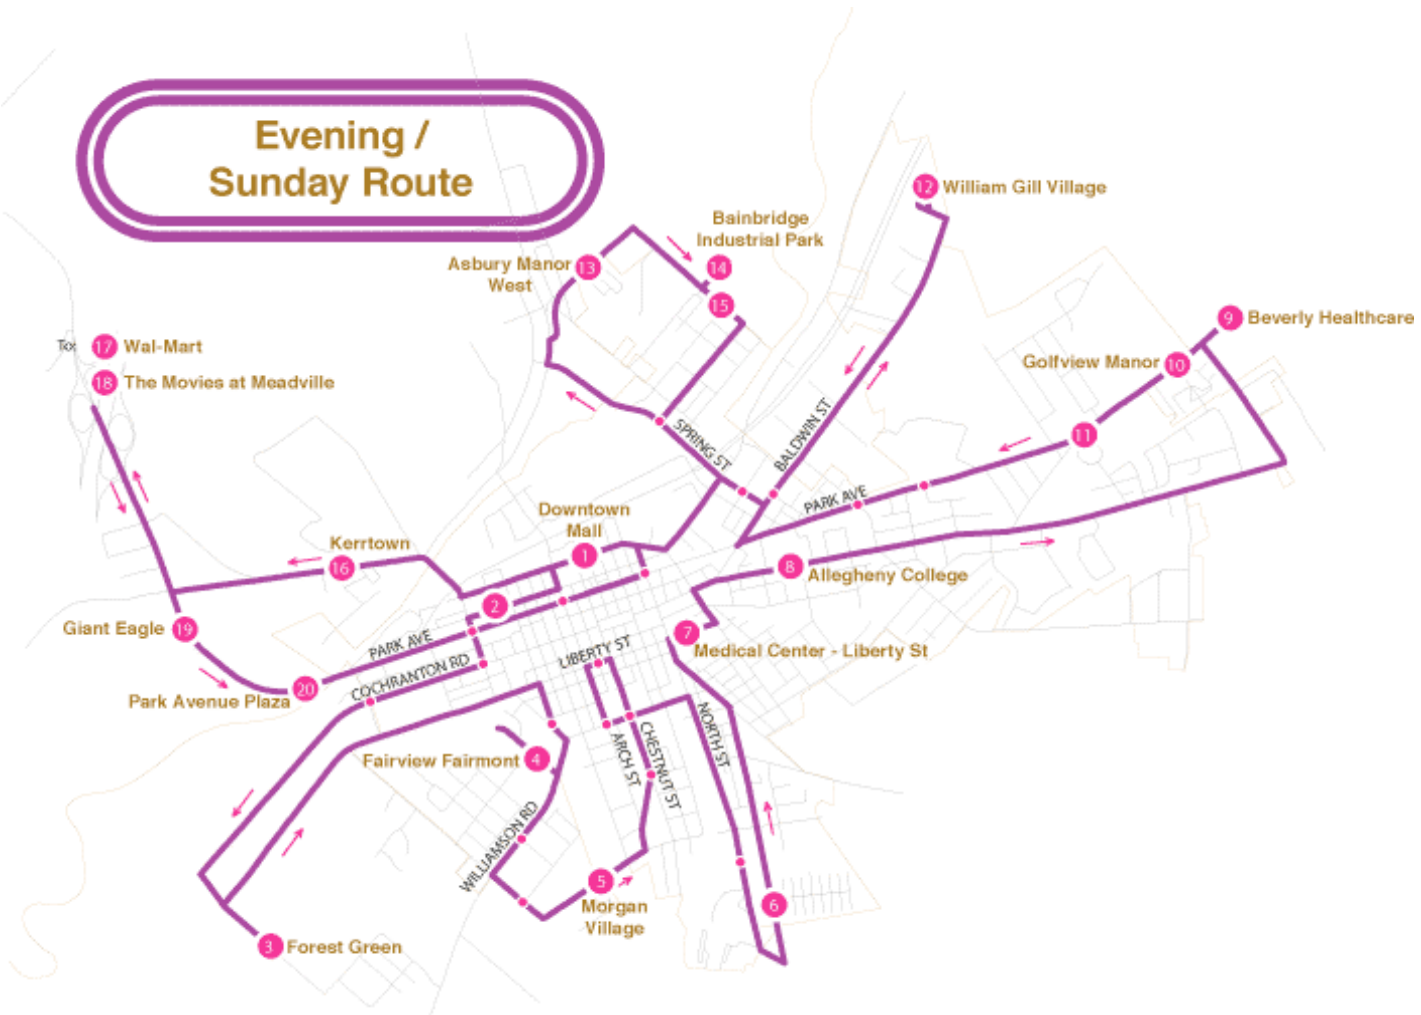 Evening /
Sunday Route
12 William Gill Village
Bainbridge
Industrial Park
Asbury Manor
West
13
14
15
9 Beverly Healthcare
17 Wal-Mart
Golfview Manor 10
18 The Movies at Meadville
11
SPRING ST
BALDWIN ST
PARK AVE
Downtown
Mall
1
Kerrtown
16
8 Allegheny College
2
Giant Eagle 19
PARK AVE
LIBERTY ST
7
Medical Center - Liberty St
COCHRANTON RD
Park Avenue Plaza 20
NORTH ST
ARCH ST
CHESTNUT ST
Fairview Fairmont 4
WILLIAMSON RD
5
Morgan
Village
6
3 Forest Green